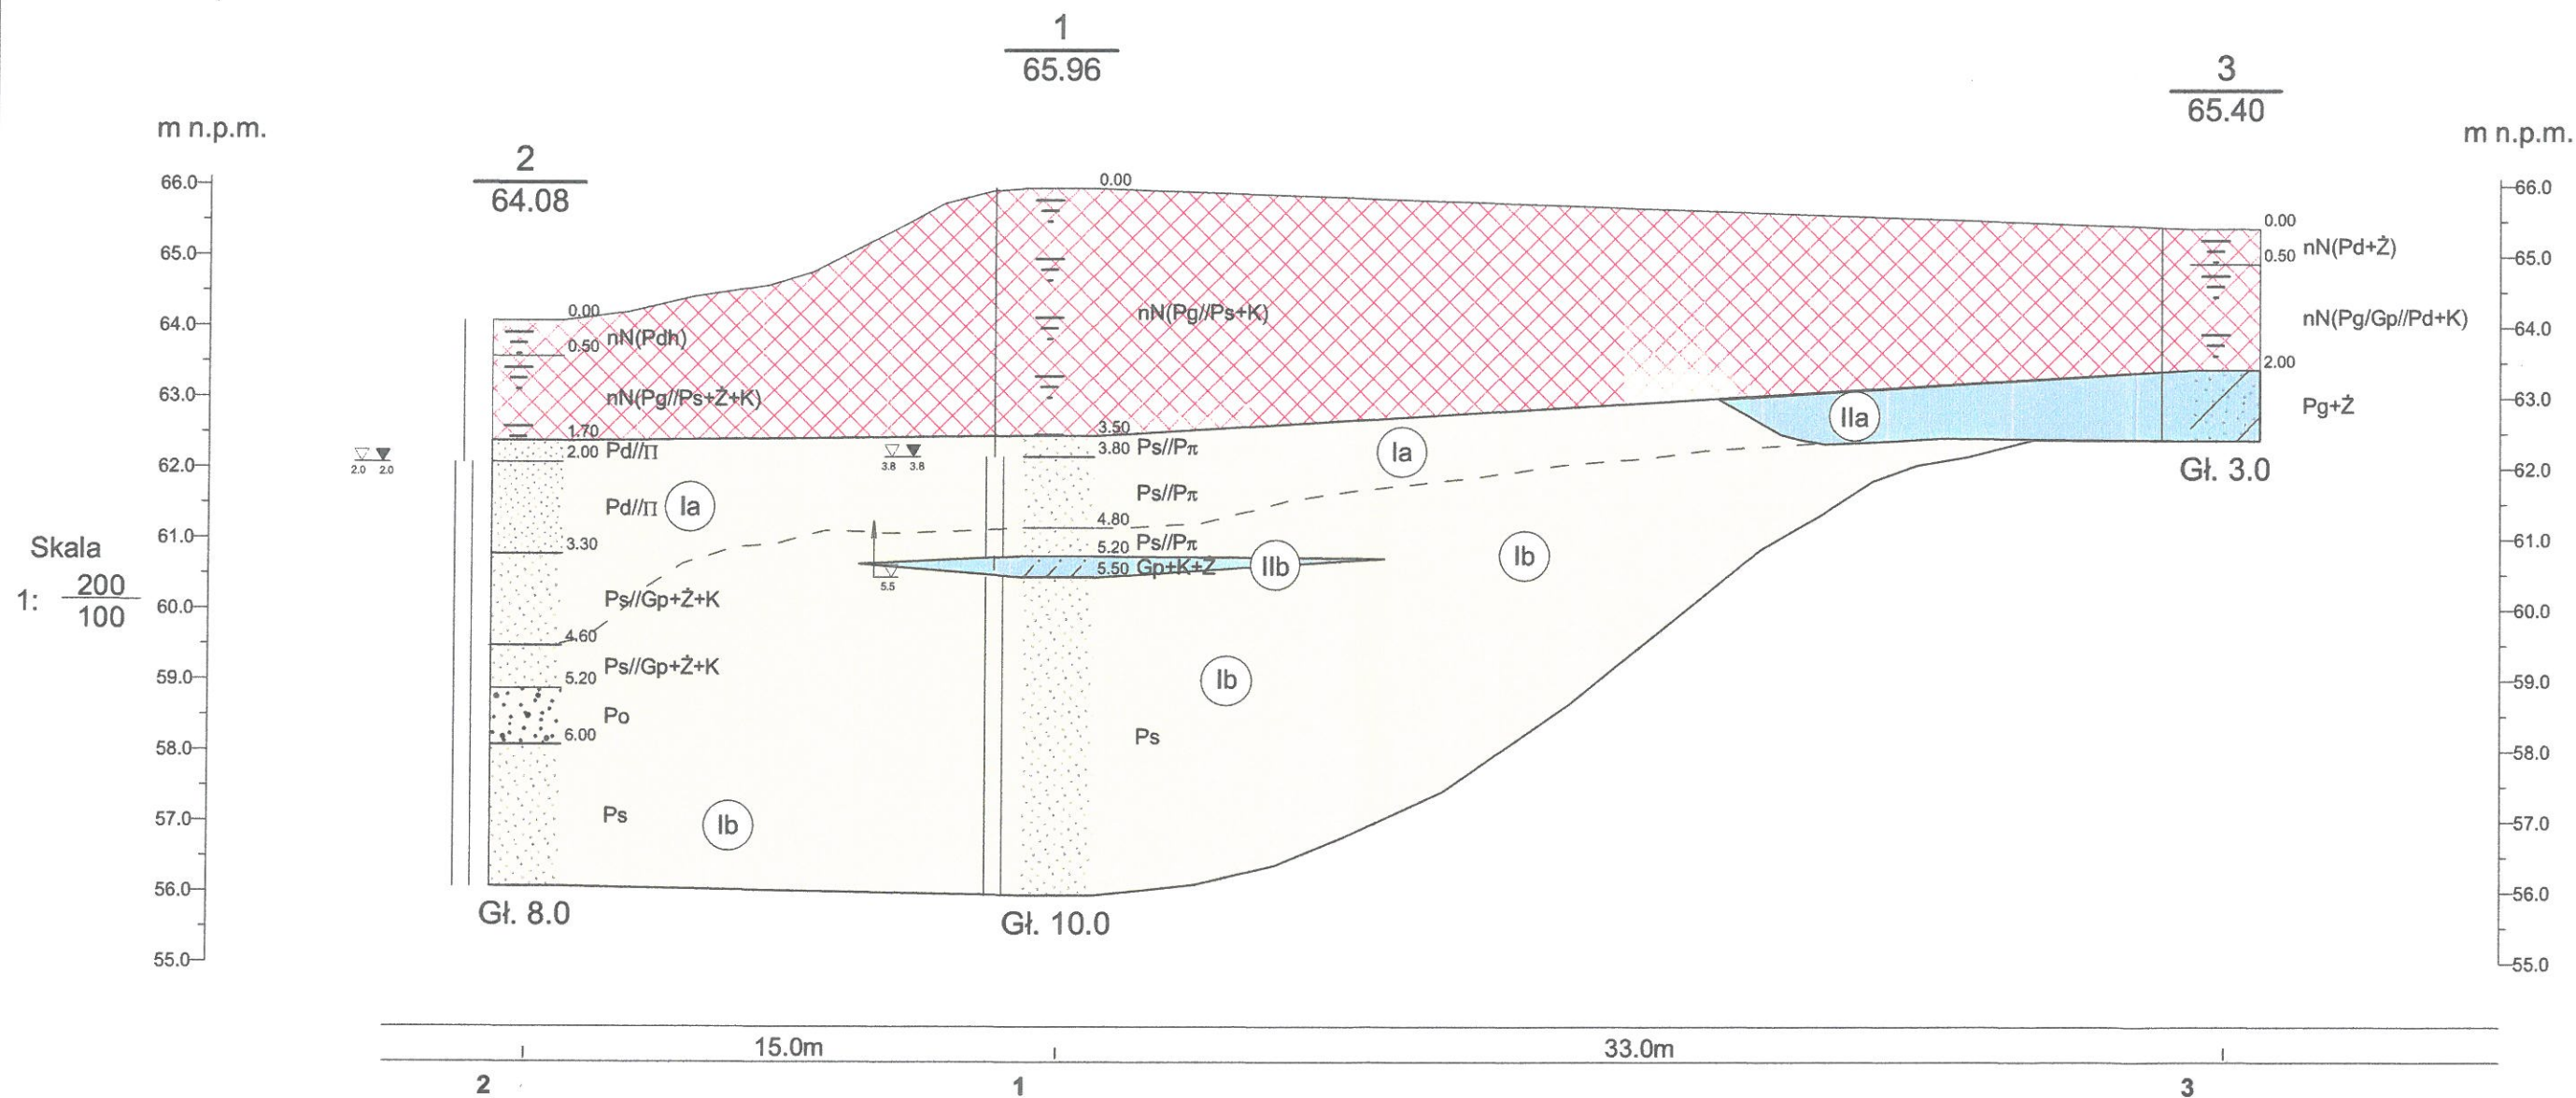 1
65.96
3
65.40
m n.p.m.
m n.p.m.
2
64.08
66.0
65.0
64.0
63.0
62.0
61.0
60.0
59.0
58.0
57.0
56.0
55.0
Skala
1: 200
100
2.0 2.0
0.00
0.50 nN(Pdh)
nN(Pg//Ps+Ż+K)
1.70
2.00 Pd//Π
Pd//Π
Ia
3.30
Ps//Gp+Ż+K
4.60
Ps//Gp+Ż+K
5.20
Po
6.00
Ps
Ib
Gł. 8.0
3.8 3.8
5.5
0.00
nN(Pg//Ps+K)
3.50
3.80 Ps//Pπ
Ps//Pπ
4.80
5.20 Ps//Pπ
5.50 Gp+K+Ż
IIb
Ia
Ib
Ib
Ps
Gł. 10.0
IIa
0.00
0.50 nN(Pd+Ż)
nN(Pg/Gp//Pd+K)
2.00
Pg+Ż
Gł. 3.0
66.0
65.0
64.0
63.0
62.0
61.0
60.0
59.0
58.0
57.0
56.0
55.0
15.0m 33.0m
2 1 3